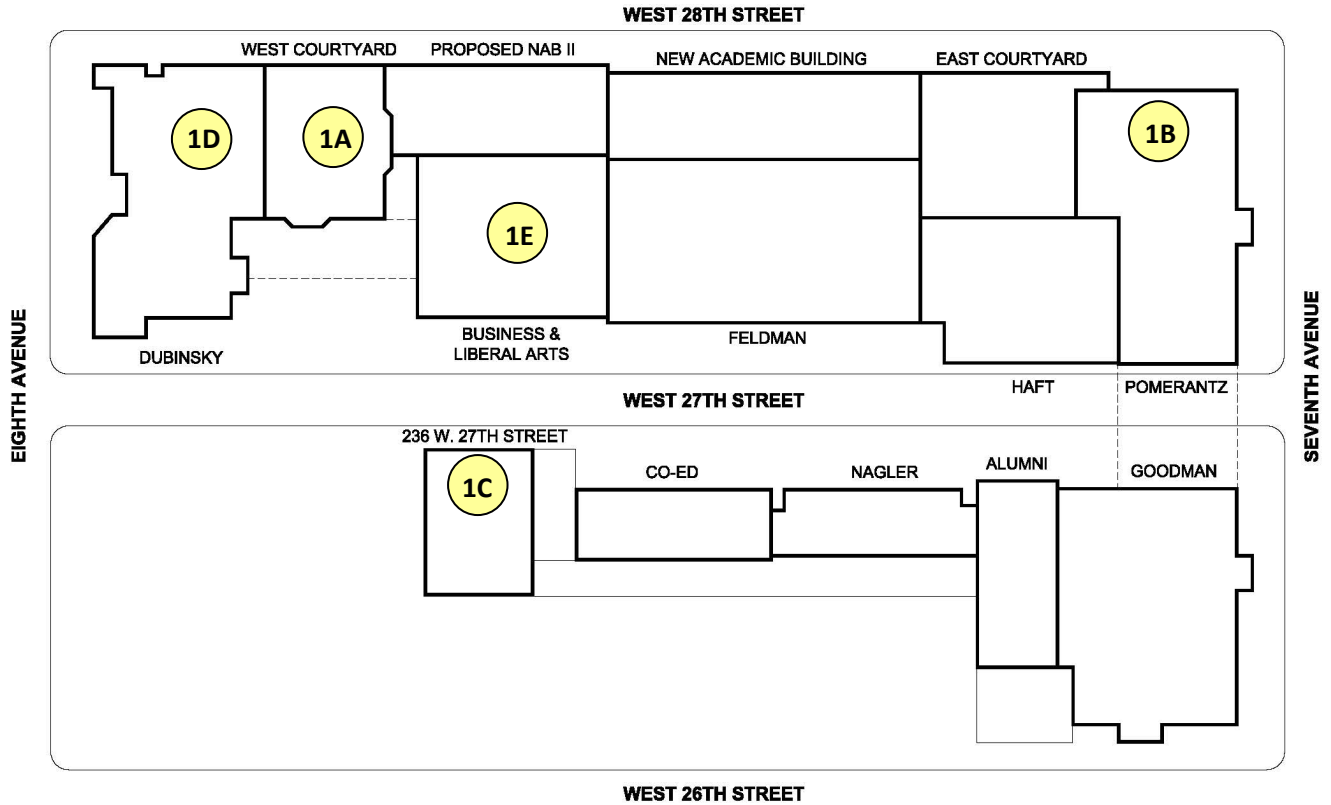 WEST 28TH STREET
WEST COURTYARD
PROPOSED NAB II
NEW ACADEMIC BUILDING
EAST COURTYARD
1D
1A
1B
1E
EIGHTH AVENUE
SEVENTH AVENUE
DUBINSKY
BUSINESS &
LIBERAL ARTS
FELDMAN
HAFT
POMERANTZ
WEST 27TH STREET
236 W. 27TH STREET
1C
CO-ED
NAGLER
ALUMNI
GOODMAN
WEST 26TH STREET